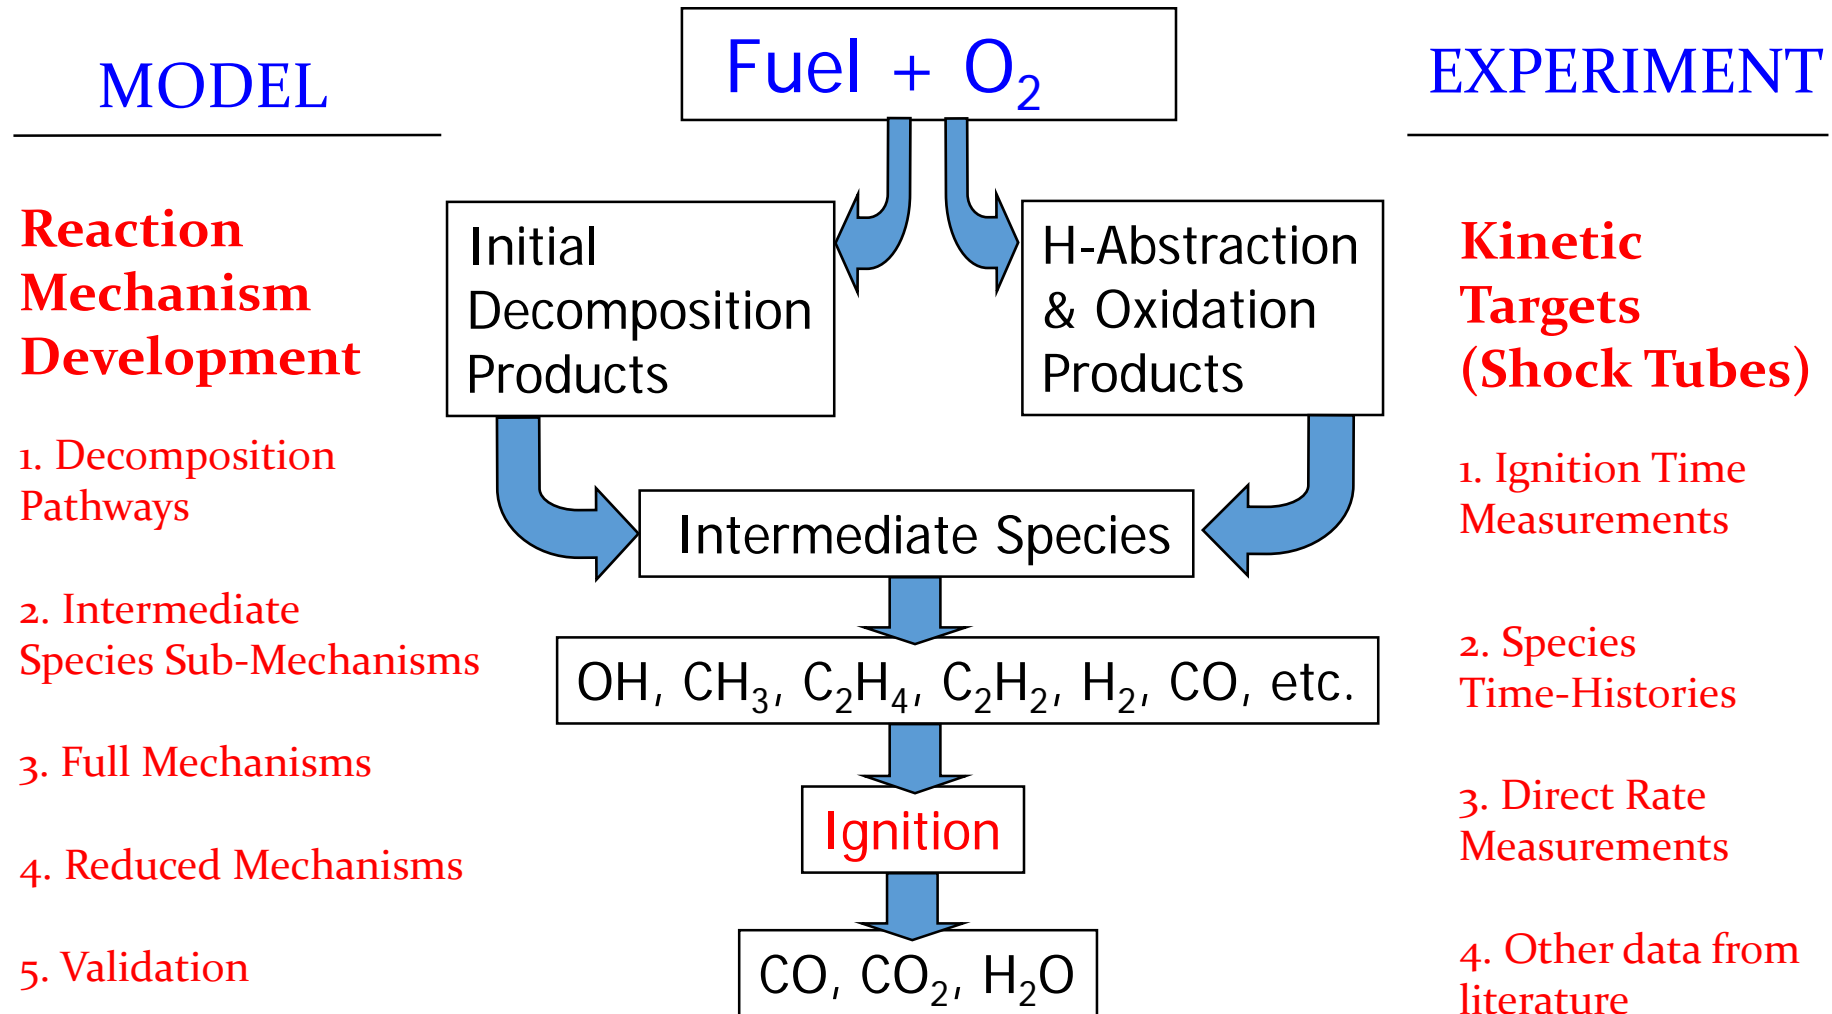 MODEL
Reaction
Mechanism
Development
1. Decomposition
Pathways
2. Intermediate
Species Sub-Mechanisms
3. Full Mechanisms
4. Reduced Mechanisms
5. Validation
Fuel + O₂
Initial
Decomposition
Products
H-Abstraction
& Oxidation
Products
Intermediate Species
OH, CH₃, C₂H₄, C₂H₂, H₂, CO, etc.
Ignition
CO, CO₂, H₂O
EXPERIMENT
Kinetic
Targets
(Shock Tubes)
1. Ignition Time
Measurements
2. Species
Time-Histories
3. Direct Rate
Measurements
4. Other data from
literature